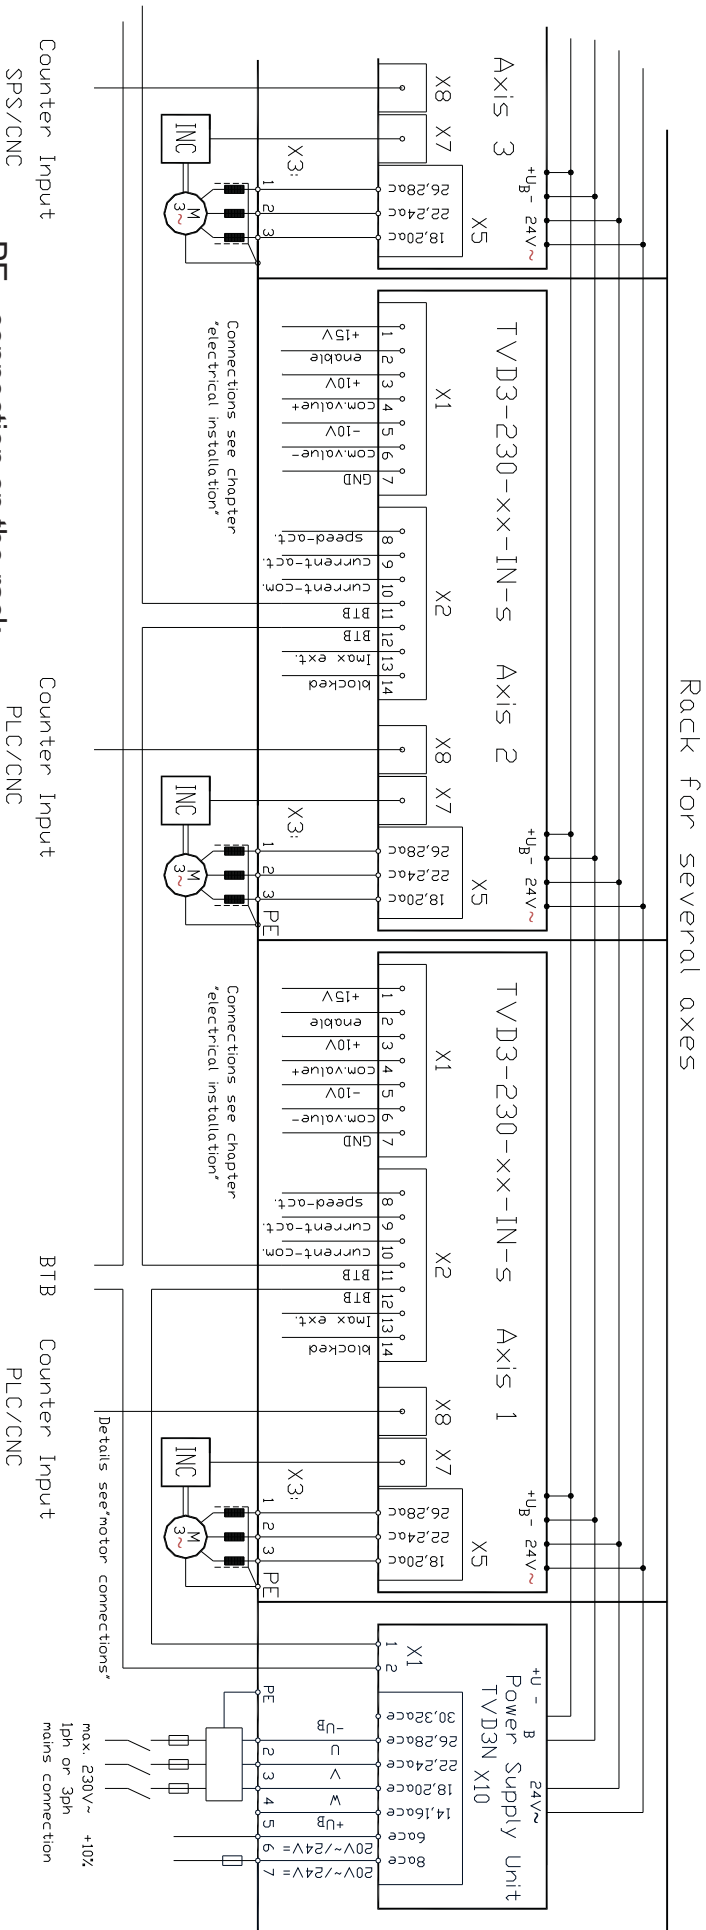 Rack for several axes
Axis 3
+UB- 24V~
X8
X7
X5
26,28ac
22,24ac
18,20ac
X3:
1
2
3
INC
M
3~
Counter Input
SPS/CNC
TVD3-230-xx-IN-s Axis 2
+UB- 24V~
X1
1
2
3
4
5
6
7
+15V
enable
+10V
com.value+
-10V
com.value-
GND
X2
8
9
10
11
12
13
14
speed-act.
current-act.
current-com.
BTB
BTB
Imax ext.
blocked
X8
X7
X5
26,28ac
22,24ac
18,20ac
X3:
1
2
3
PE
INC
M
3~
Connections see chapter
"electrical installation"
Counter Input
PLC/CNC
TVD3-230-xx-IN-s Axis 1
+UB- 24V~
X1
1
2
3
4
5
6
7
+15V
enable
+10V
com.value+
-10V
com.value-
GND
X2
8
9
10
11
12
13
14
speed-act.
current-act.
current-com.
BTB
BTB
Imax ext.
blocked
X8
X7
X5
26,28ac
22,24ac
18,20ac
X3:
1
2
3
PE
INC
M
3~
Connections see chapter
"electrical installation"
BTB
Counter Input
PLC/CNC
Details see"motor connections"
+U - B 24V~
Power Supply Unit
TVD3N X10
X1
1
2
30,32ace
26,28ace
22,24ace
18,20ace
14,16ace
6ace
8ace
PE
-UB
U
V
W
+UB
20V~/24V=
20V~/24V=
2
3
4
5
6
7
max. 230V~ +10%
1ph or 3ph
mains connection